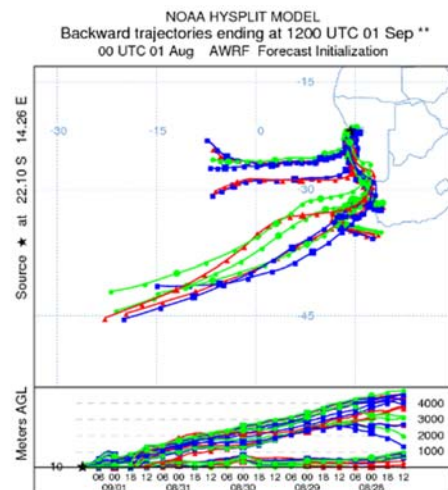 NOAA HYSPLIT MODEL
Backward trajectories ending at 1200 UTC 01 Sep **
00 UTC 01 Aug AWRF Forecast Initialization
Source ★ at 22.10 S 14.26 E
-15
-30
-15
0
-30
-45
Meters AGL
4000
3000
2000
1000
10
06 00 18 12 06 00 18 12 06 00 18 12 06 00 18 12 06 00 18 12
09/01 08/31 08/30 08/29 08/28